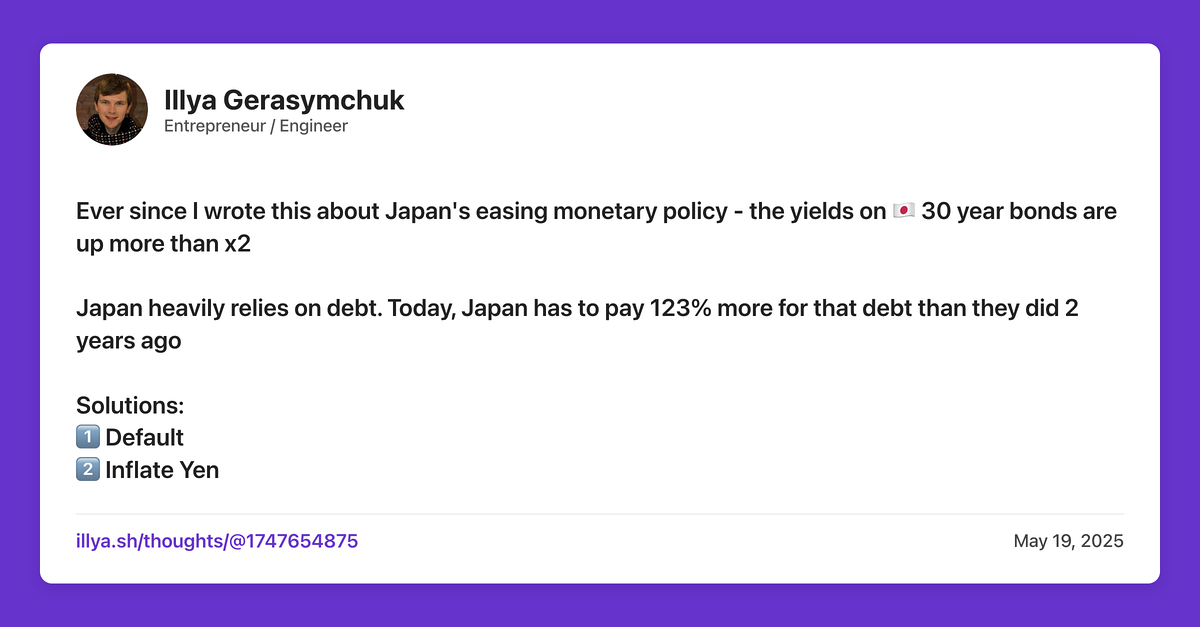 Illya Gerasymchuk
Entrepreneur / Engineer
Ever since I wrote this about Japan's easing monetary policy - the yields on 🇯🇵 30 year bonds are
up more than x2
Japan heavily relies on debt. Today, Japan has to pay 123% more for that debt than they did 2
years ago
Solutions:
1️⃣ Default
2️⃣ Inflate Yen
illya.sh/thoughts/@1747654875
May 19, 2025